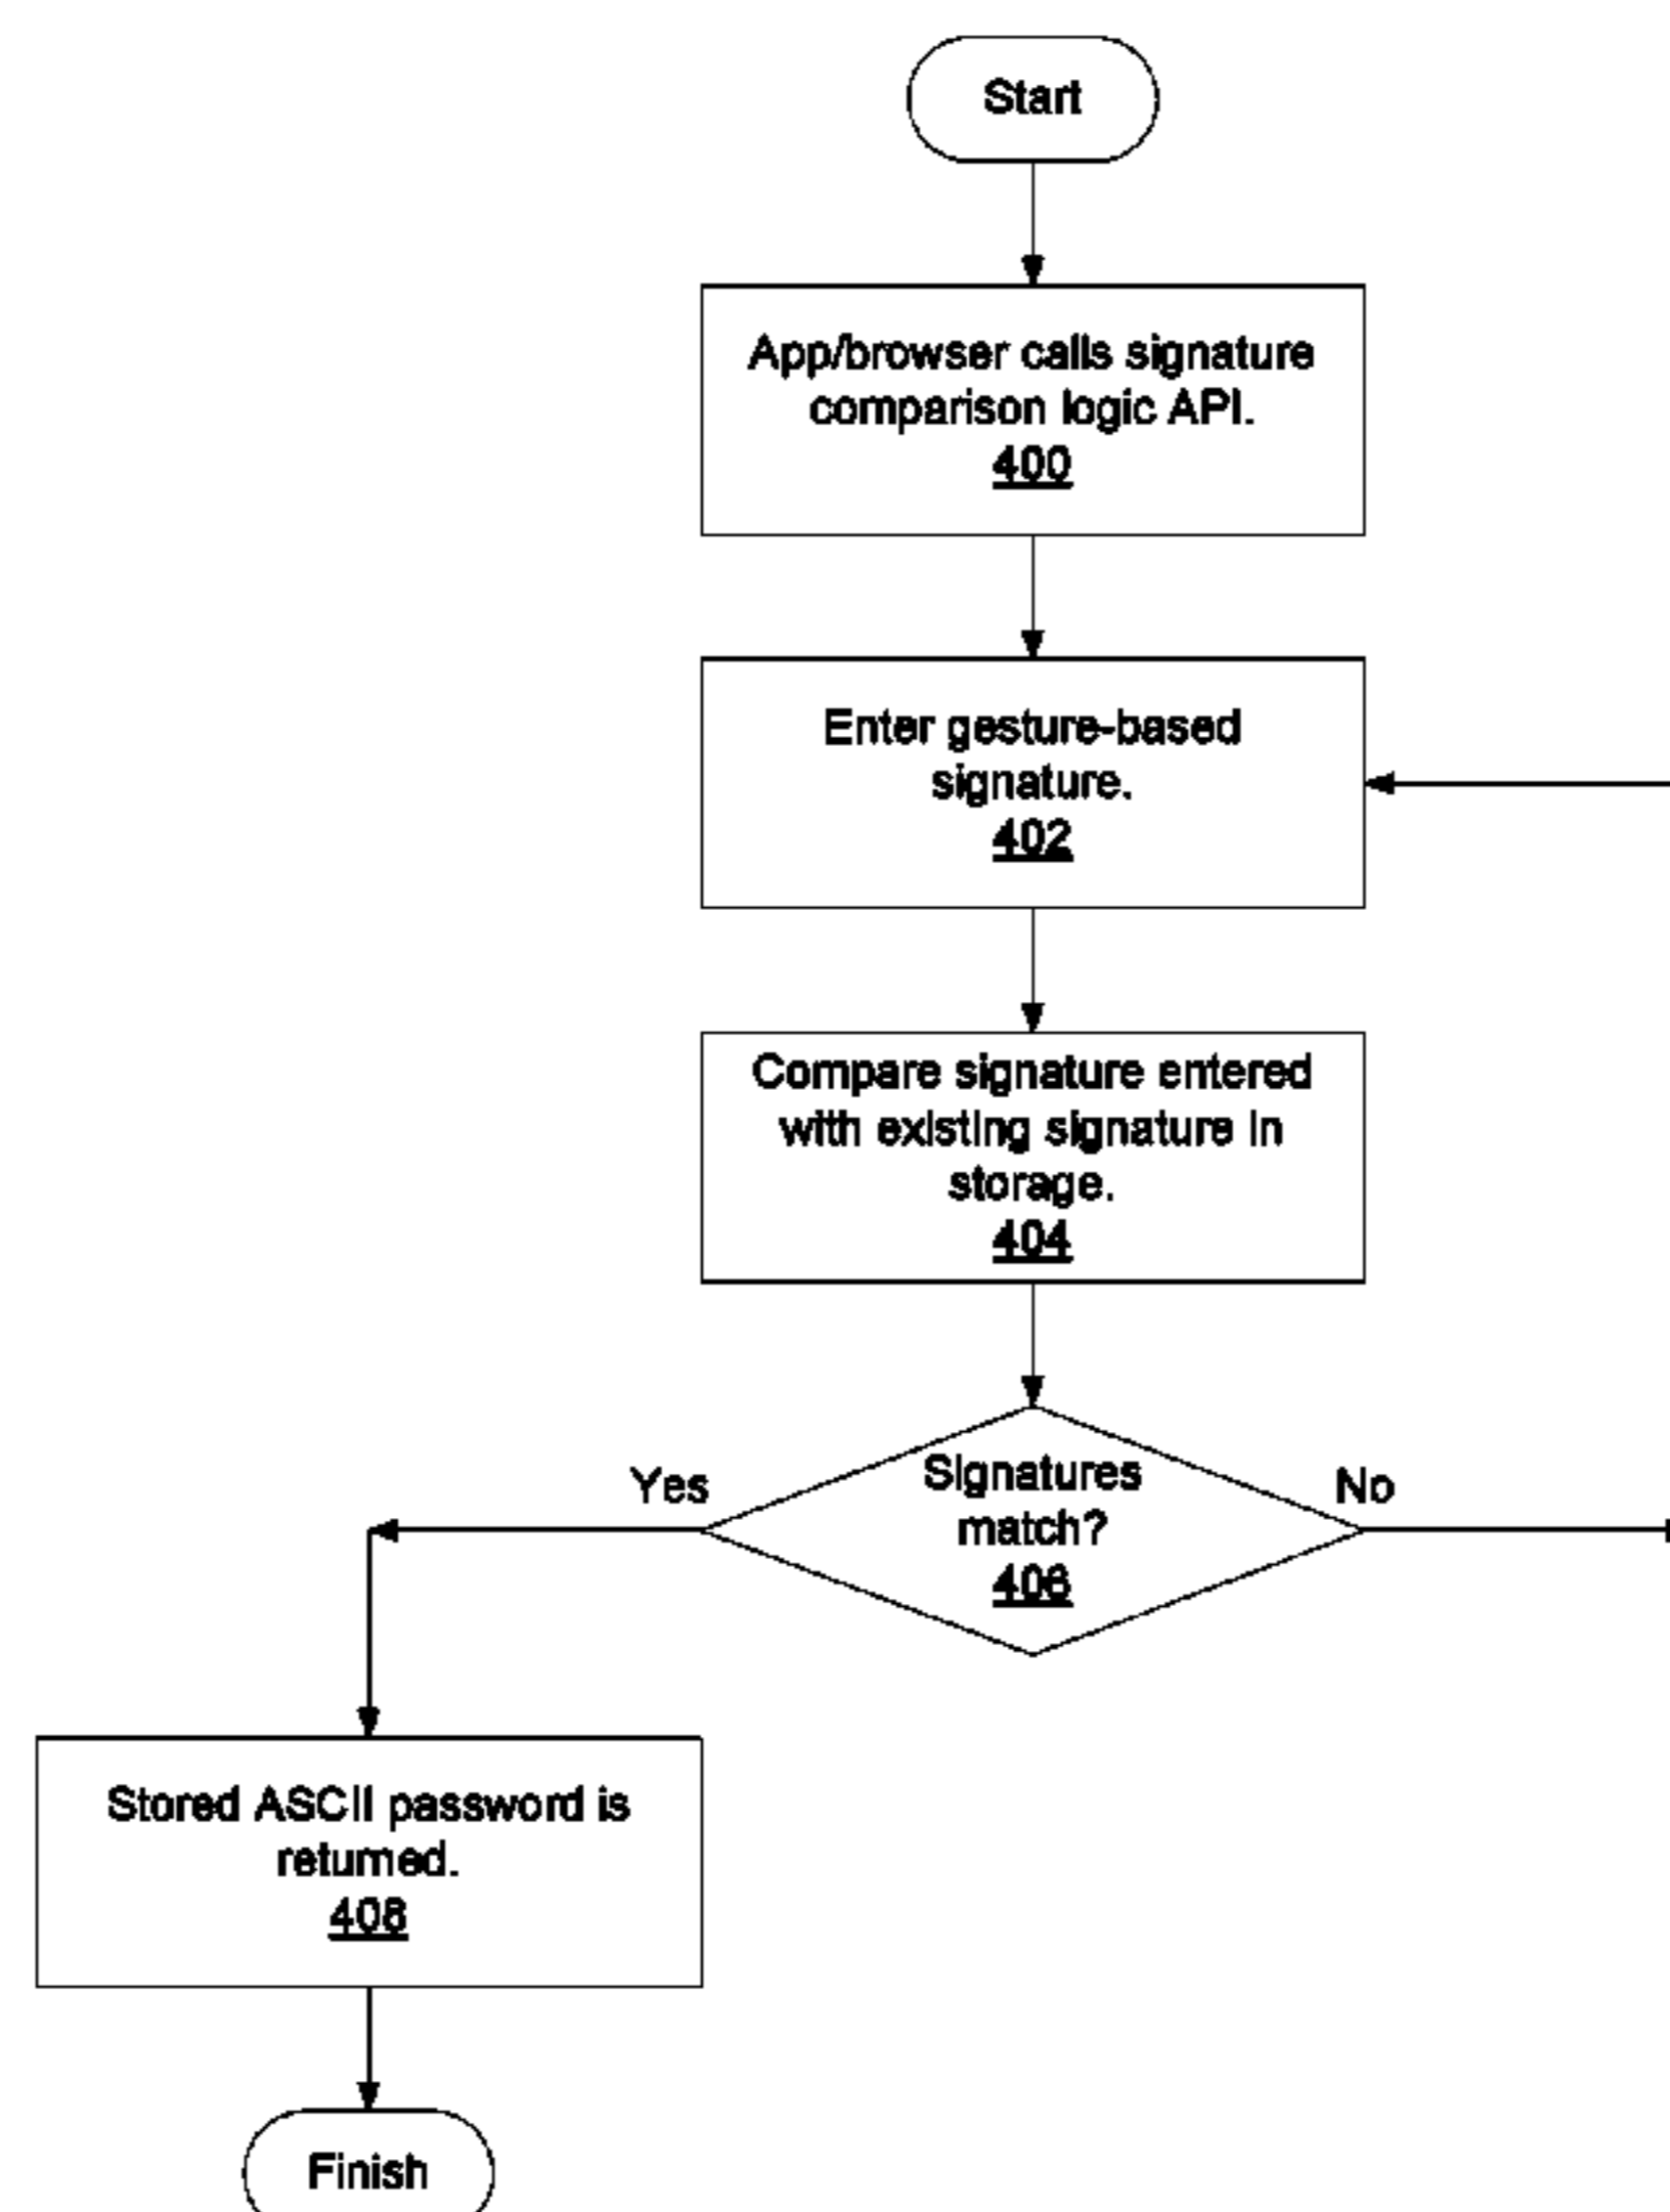 Start
App/browser calls signature
comparison logic API.
400
Enter gesture-based
signature.
402
Compare signature entered
with existing signature in
storage.
404
Signatures
match?
406
Yes
No
Stored ASCII password is
returned.
408
Finish